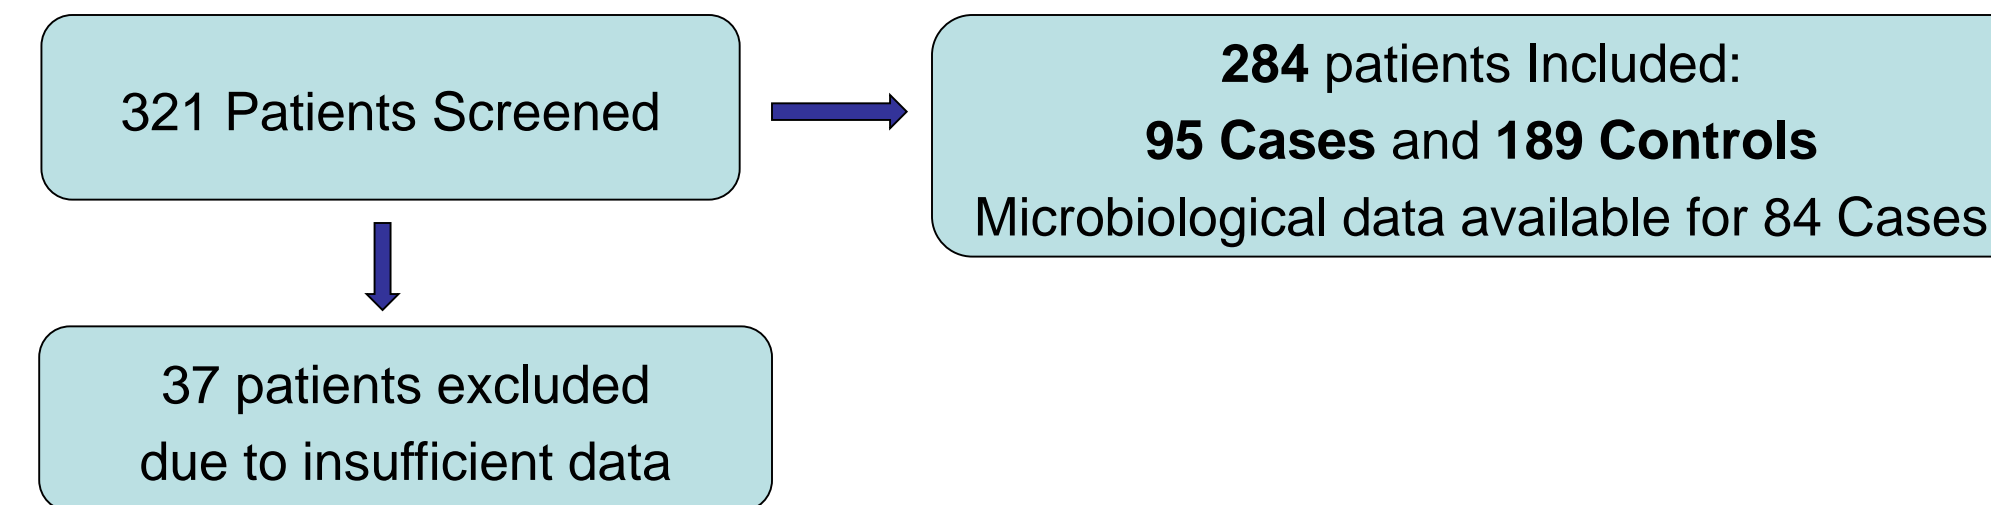 321 Patients Screened
284 patients Included:
95 Cases and 189 Controls
Microbiological data available for 84 Cases
37 patients excluded
due to insufficient data